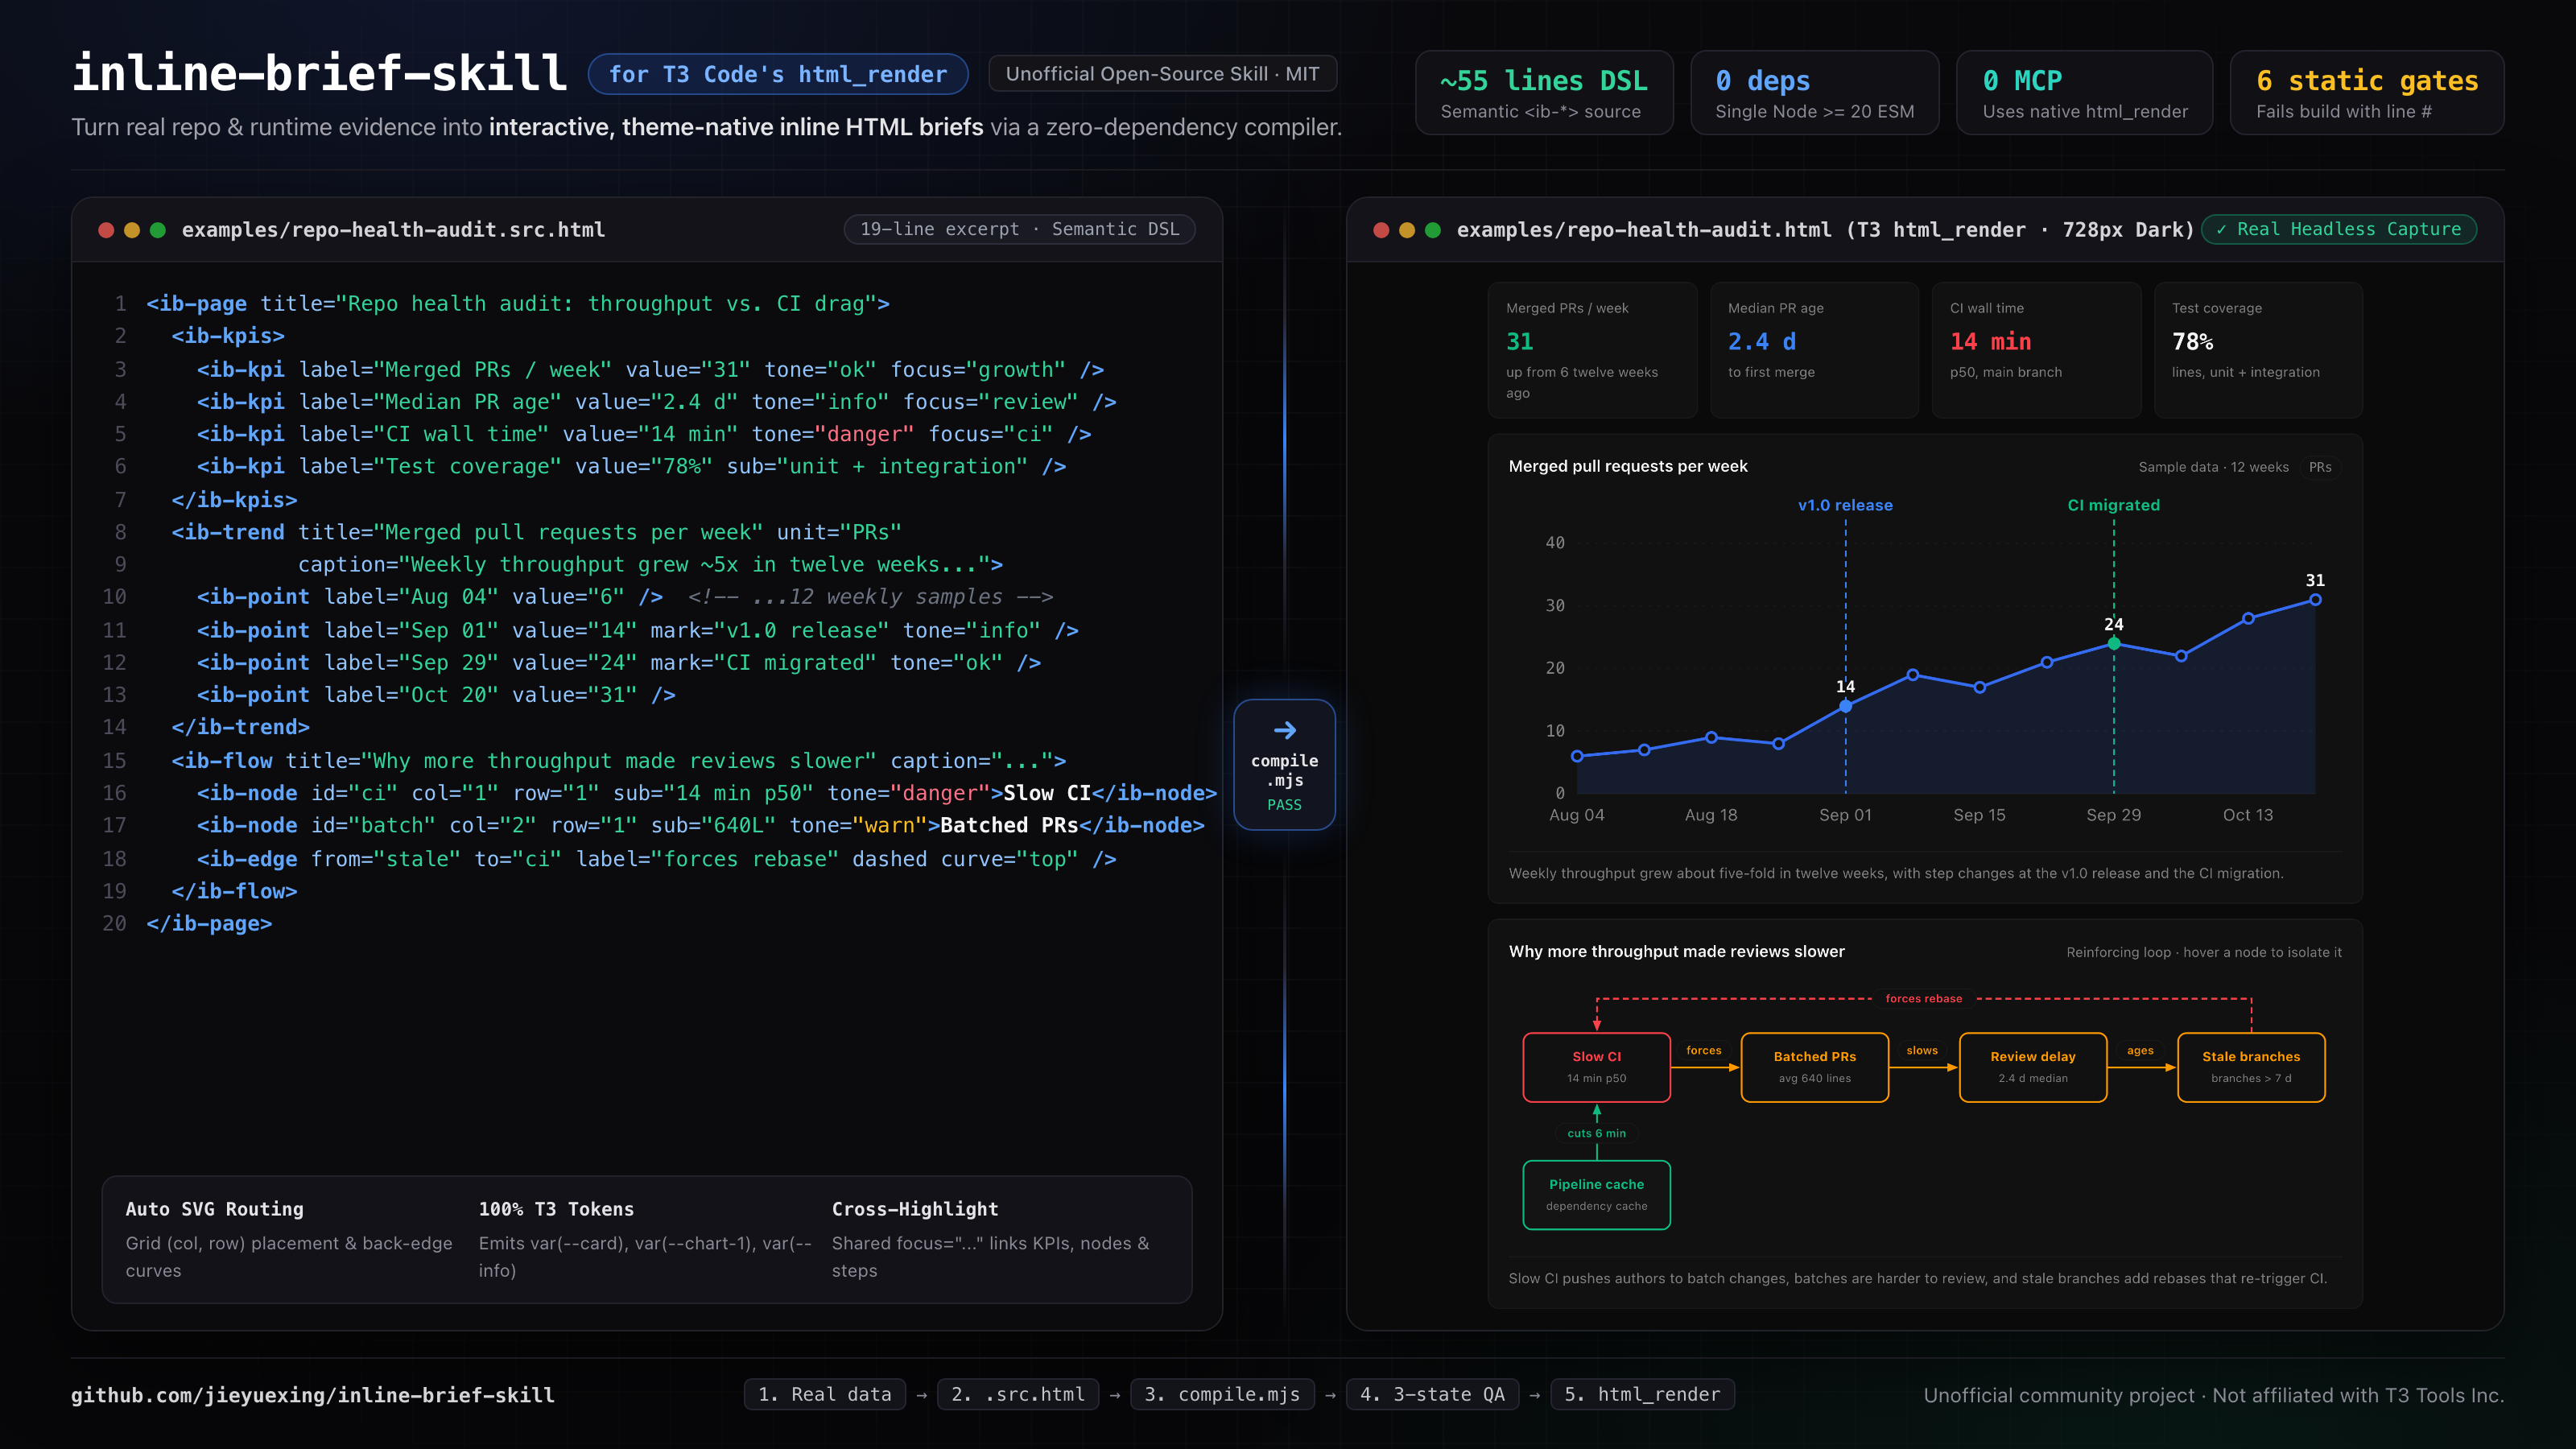 inline-brief-skill
for T3 Code's html_render
Unofficial Open-Source Skill · MIT
Turn real repo & runtime evidence into interactive, theme-native inline HTML briefs via a zero-dependency compiler.
~55 lines DSL
Semantic <ib-*> source
0 deps
Single Node >= 20 ESM
0 MCP
Uses native html_render
6 static gates
Fails build with line #
examples/repo-health-audit.src.html
19-line excerpt · Semantic DSL
1 <ib-page title="Repo health audit: throughput vs. CI drag">
2 <ib-kpis>
3 <ib-kpi label="Merged PRs / week" value="31" tone="ok" focus="growth" />
4 <ib-kpi label="Median PR age" value="2.4 d" tone="info" focus="review" />
5 <ib-kpi label="CI wall time" value="14 min" tone="danger" focus="ci" />
6 <ib-kpi label="Test coverage" value="78%" sub="unit + integration" />
7 </ib-kpis>
8 <ib-trend title="Merged pull requests per week" unit="PRs"
9 caption="Weekly throughput grew ~5x in twelve weeks...">
10 <ib-point label="Aug 04" value="6" /> <!-- ...12 weekly samples -->
11 <ib-point label="Sep 01" value="14" mark="v1.0 release" tone="info" />
12 <ib-point label="Sep 29" value="24" mark="CI migrated" tone="ok" />
13 <ib-point label="Oct 20" value="31" />
14 </ib-trend>
15 <ib-flow title="Why more throughput made reviews slower" caption="...">
16 <ib-node id="ci" col="1" row="1" sub="14 min p50" tone="danger">Slow CI</ib-node>
17 <ib-node id="batch" col="2" row="1" sub="640L" tone="warn">Batched PRs</ib-node>
18 <ib-edge from="stale" to="ci" label="forces rebase" dashed curve="top" />
19 </ib-flow>
20 </ib-page>
Auto SVG Routing
Grid (col, row) placement & back-edge
curves
100% T3 Tokens
Emits var(--card), var(--chart-1), var(--
info)
Cross-Highlight
Shared focus="..." links KPIs, nodes &
steps
→
compile
.mjs
PASS
examples/repo-health-audit.html (T3 html_render · 728px Dark)
✓ Real Headless Capture
Merged PRs / week
31
up from 6 twelve weeks
ago
Median PR age
2.4 d
to first merge
CI wall time
14 min
p50, main branch
Test coverage
78%
lines, unit + integration
Merged pull requests per week
Sample data · 12 weeks
PRs
v1.0 release
CI migrated
40
30
20
10
0
14
24
31
Aug 04
Aug 18
Sep 01
Sep 15
Sep 29
Oct 13
Weekly throughput grew about five-fold in twelve weeks, with step changes at the v1.0 release and the CI migration.
Why more throughput made reviews slower
Reinforcing loop · hover a node to isolate it
forces rebase
Slow CI
14 min p50
forces
Batched PRs
avg 640 lines
slows
Review delay
2.4 d median
ages
Stale branches
branches > 7 d
cuts 6 min
Pipeline cache
dependency cache
Slow CI pushes authors to batch changes, batches are harder to review, and stale branches add rebases that re-trigger CI.
github.com/jieyuexing/inline-brief-skill
1. Real data → 2. .src.html → 3. compile.mjs → 4. 3-state QA → 5. html_render
Unofficial community project · Not affiliated with T3 Tools Inc.